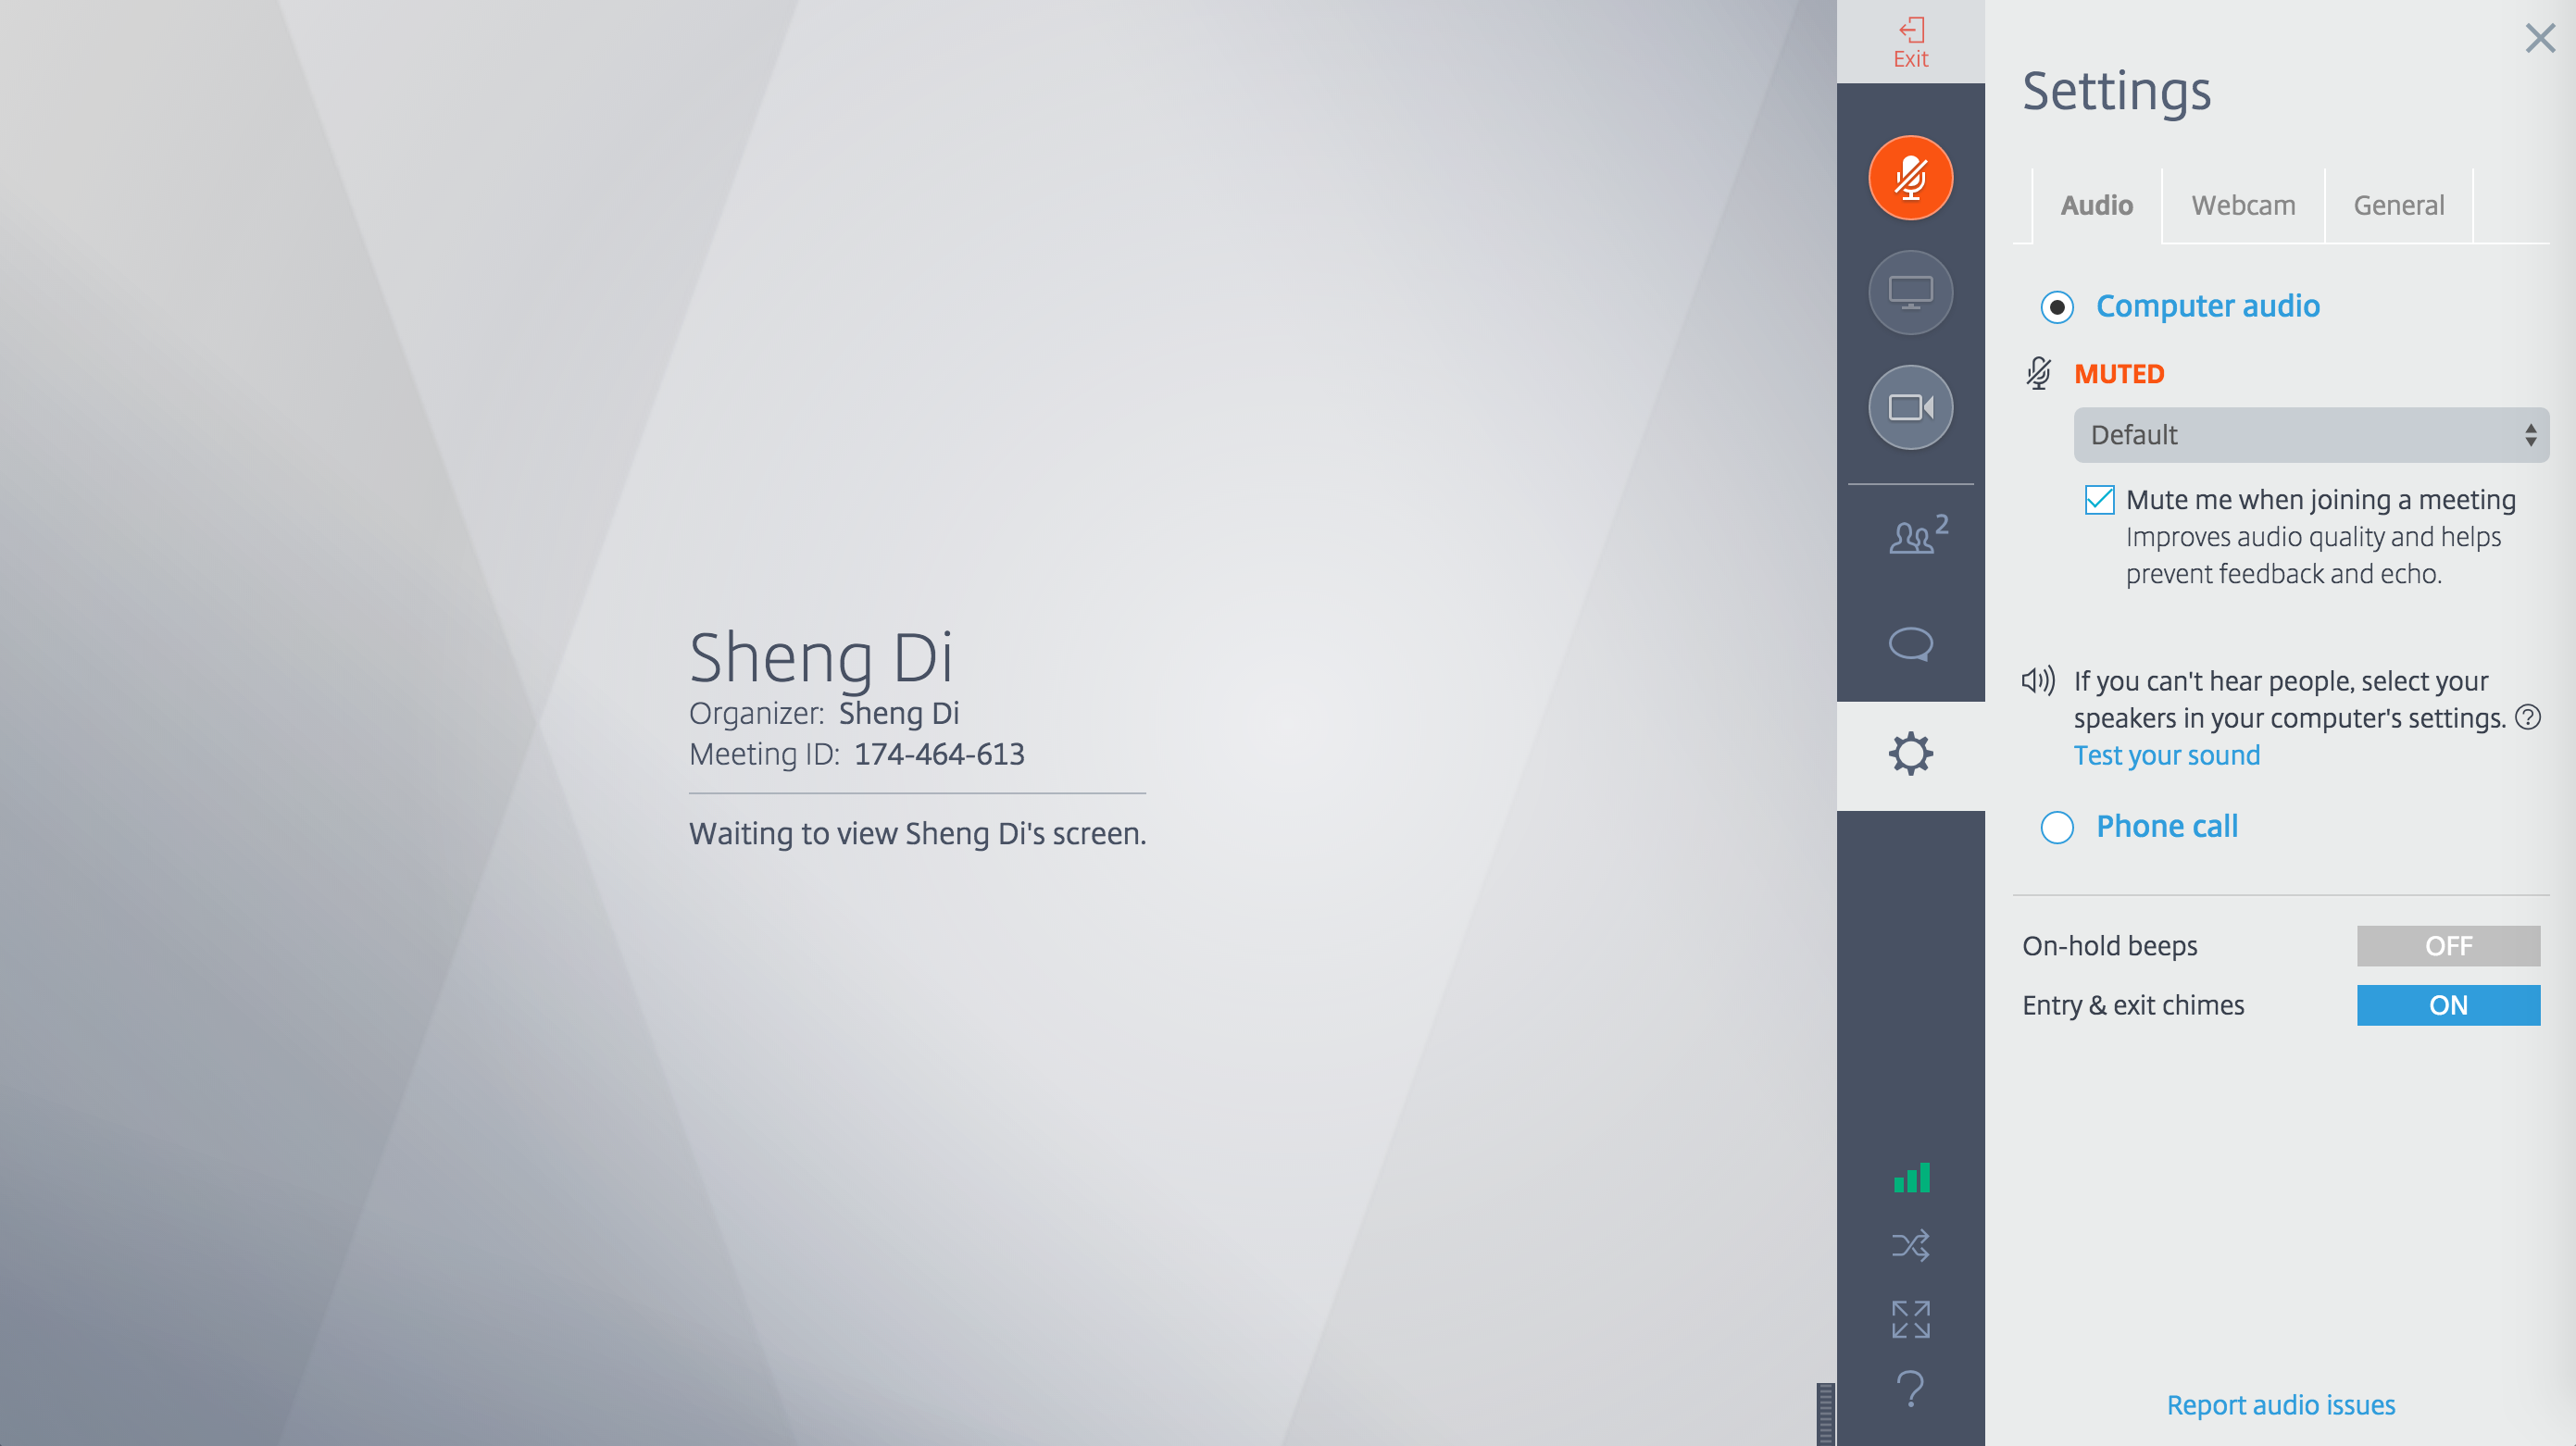 Sheng Di
Organizer: Sheng Di
Meeting ID: 174-464-613
Waiting to view Sheng Di's screen.
Exit
2
Settings
Audio
Webcam
General
Computer audio
MUTED
Default
Mute me when joining a meeting
Improves audio quality and helps
prevent feedback and echo.
If you can't hear people, select your
speakers in your computer's settings. ?
Test your sound
Phone call
On-hold beeps
OFF
Entry & exit chimes
ON
?
Report audio issues